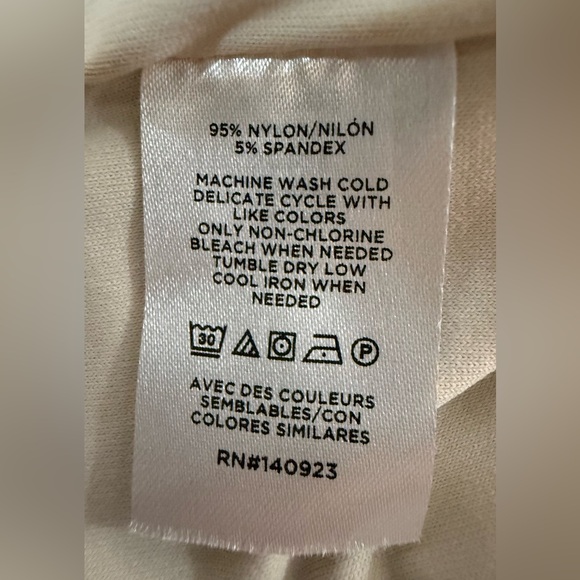 95% NYLON/NILÓN
5% SPANDEX
MACHINE WASH COLD
DELICATE CYCLE WITH
LIKE COLORS
ONLY NON-CHLORINE
BLEACH WHEN NEEDED
TUMBLE DRY LOW
COOL IRON WHEN
NEEDED
30 P
AVEC DES COULEURS
SEMBLABLES/CON
COLORES SIMILARES
RN#140923